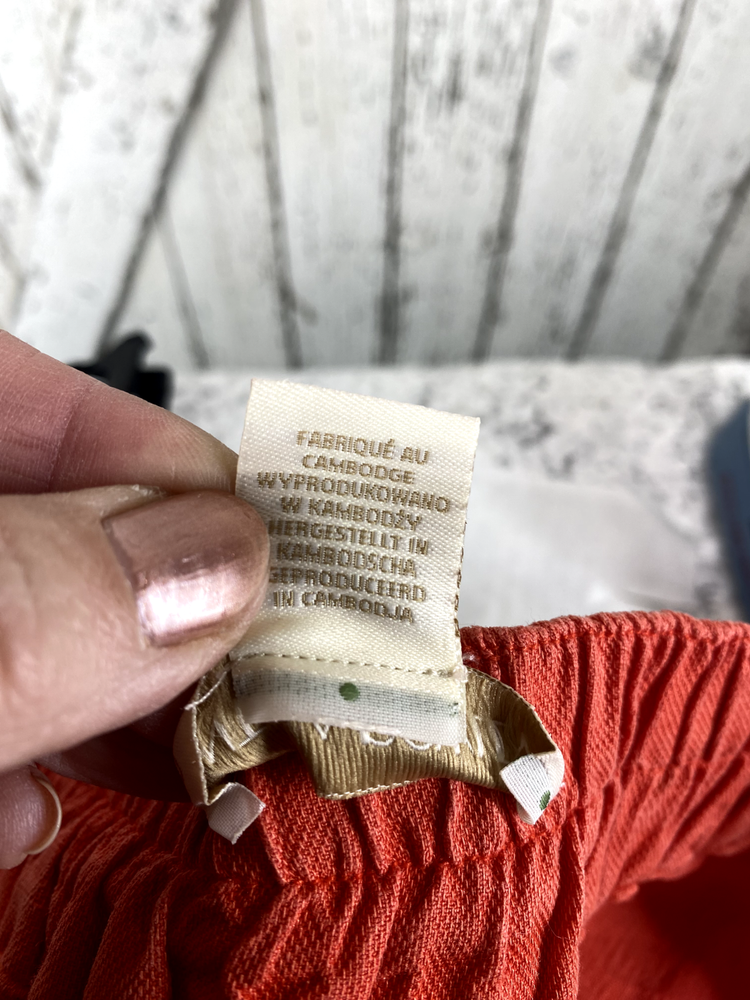 FABRIQUÉ AU
CAMBODGE
WYPRODUKOWANO
W KAMBODŻY
HERGESTELLT IN
KAMBODSCHA
GEPRODUCEERD
IN CAMBODJA